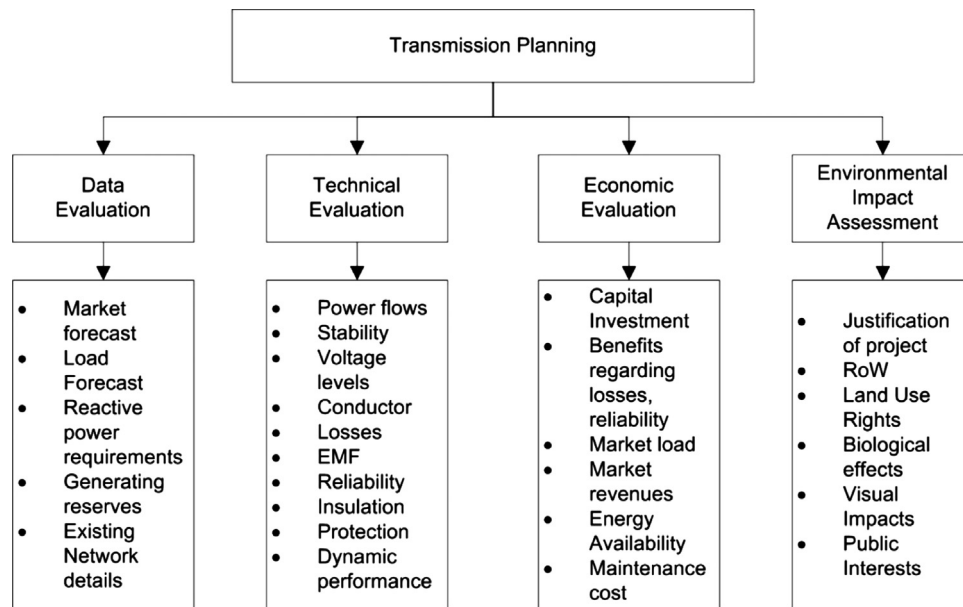 Transmission Planning
Data
Evaluation
Technical
Evaluation
Economic
Evaluation
Environmental
Impact
Assessment
• Market
forecast
• Load
Forecast
• Reactive
power
requirements
• Generating
reserves
• Existing
Network
details
• Power flows
• Stability
• Voltage
levels
• Conductor
• Losses
• EMF
• Reliability
• Insulation
• Protection
• Dynamic
performance
• Capital
Investment
• Benefits
regarding
losses,
reliability
• Market load
• Market
revenues
• Energy
Availability
• Maintenance
cost
• Justification
of project
• RoW
• Land Use
Rights
• Biological
effects
• Visual
Impacts
• Public
Interests